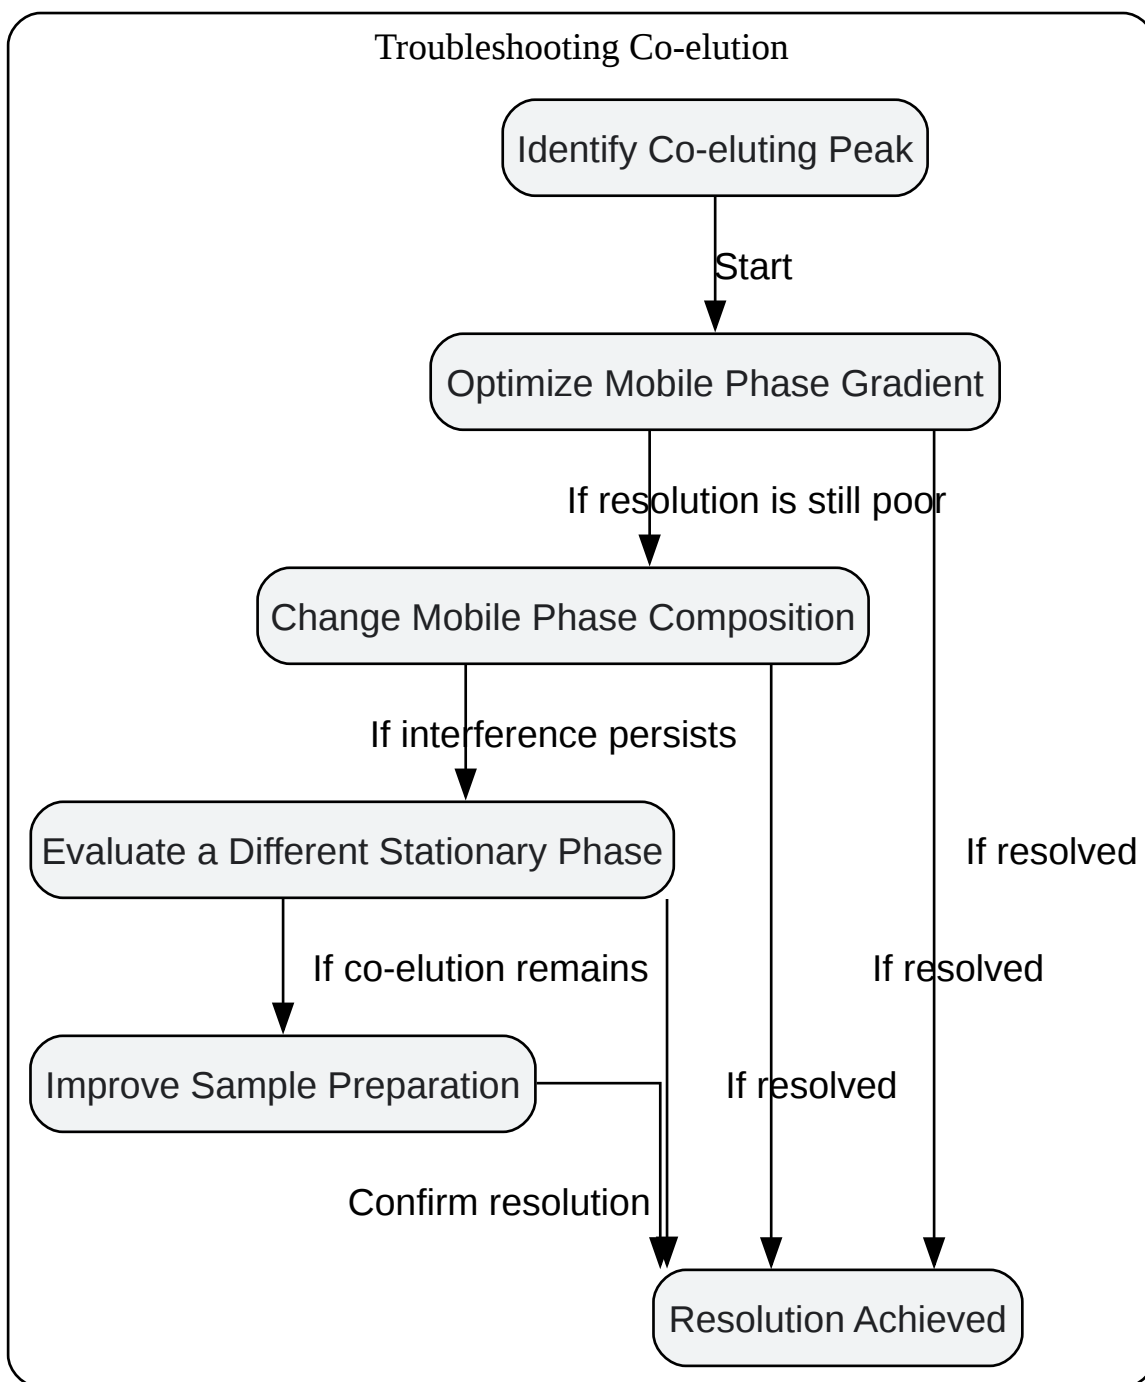 Troubleshooting Co-elution
Identify Co-eluting Peak
Start
Optimize Mobile Phase Gradient
If resolution is still poor
Change Mobile Phase Composition
If interference persists
Evaluate a Different Stationary Phase
If resolved
If co-elution remains
If resolved
Improve Sample Preparation
If resolved
Confirm resolution
Resolution Achieved